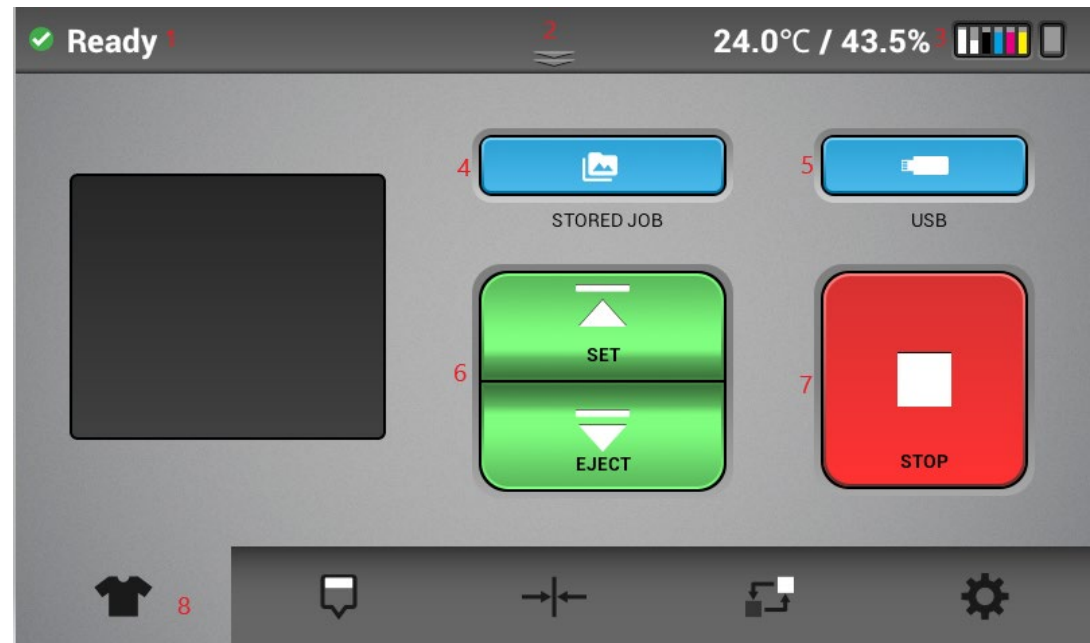 Ready 1
2
24.0°C / 43.5% 3
4
STORED JOB
5
USB
6
SET
EJECT
7
STOP
8